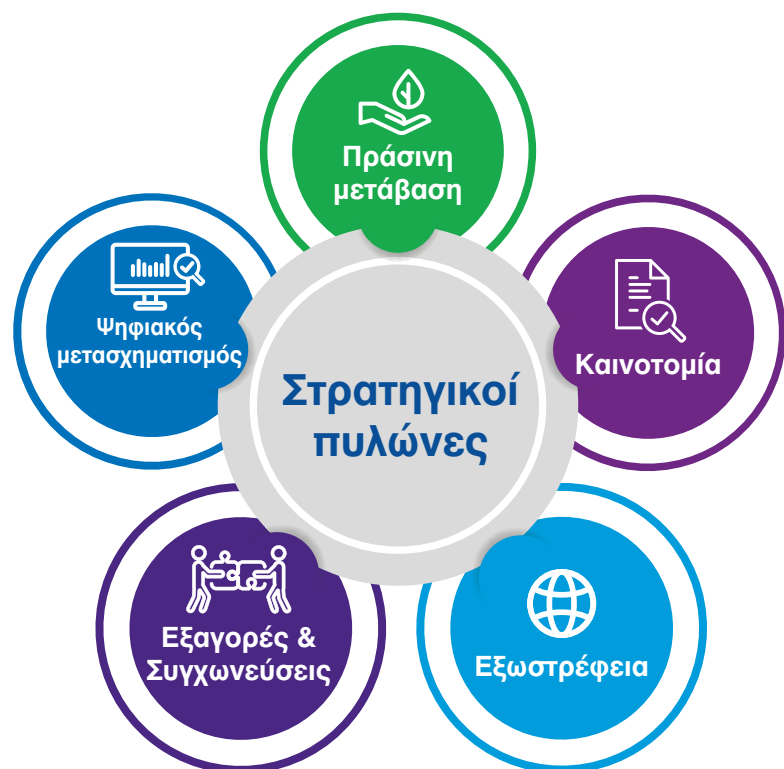 Πράσινη
μετάβαση
Ψηφιακός
μετασχηματισμός
Καινοτομία
Στρατηγικοί
πυλώνες
Εξαγορές &
Συγχωνεύσεις
Εξωστρέφεια